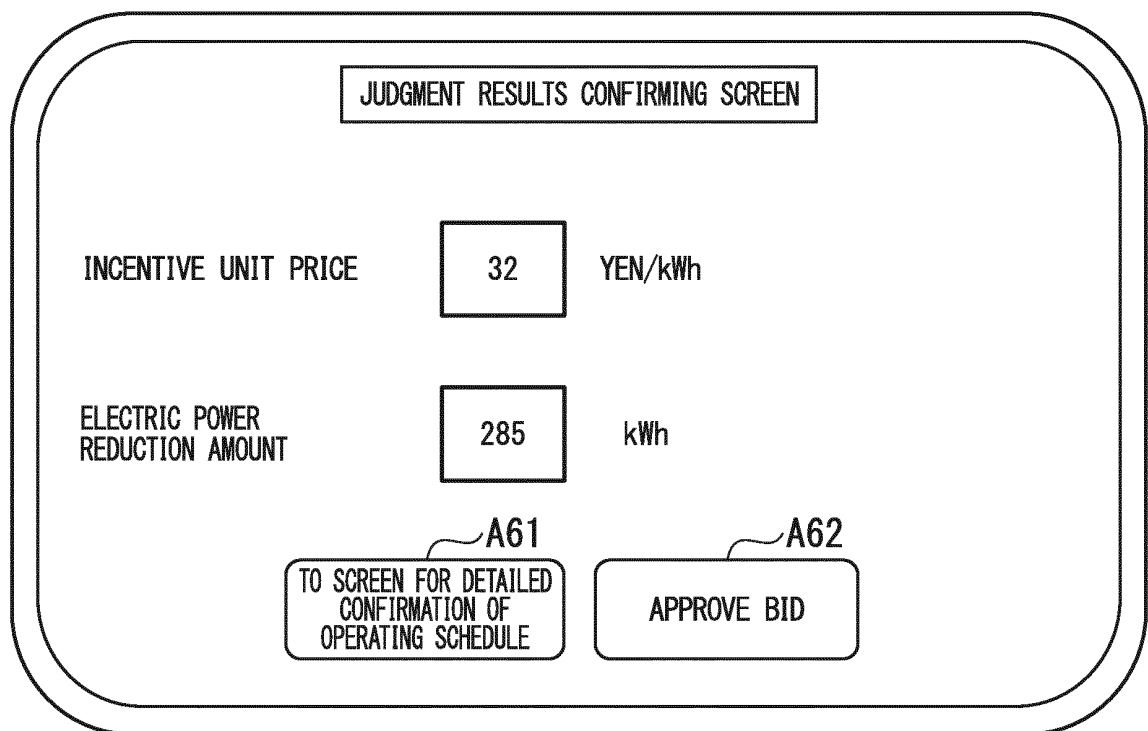 JUDGMENT RESULTS CONFIRMING SCREEN
INCENTIVE UNIT PRICE 32 YEN/kWh
ELECTRIC POWER
REDUCTION AMOUNT 285 kWh
A61 A62
TO SCREEN FOR DETAILED
CONFIRMATION OF
OPERATING SCHEDULE
APPROVE BID